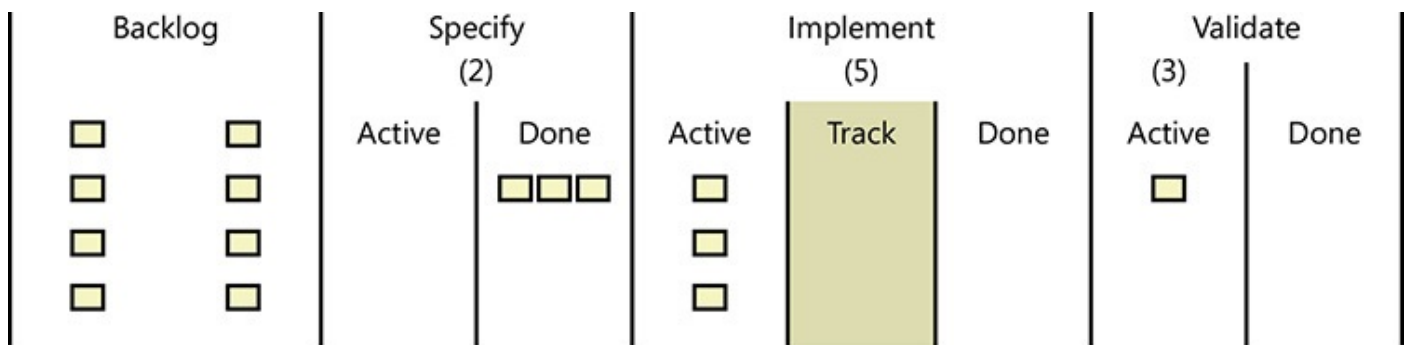 Backlog
Specify
Implement
Validate
(2)
(5)
(3)
Active
Done
Active
Track
Done
Active
Done